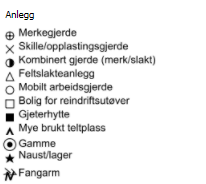 Anlegg
Merkegjerde
Skille/opplastingsgjerde
Kombinert gjerde (merk/slakt)
Feltslakteanlegg
Mobilt arbeidsgjerde
Bolig for reindriftsutøver
Gjeterhytte
Mye brukt teltplass
Gamme
Naust/lager
Fangarm